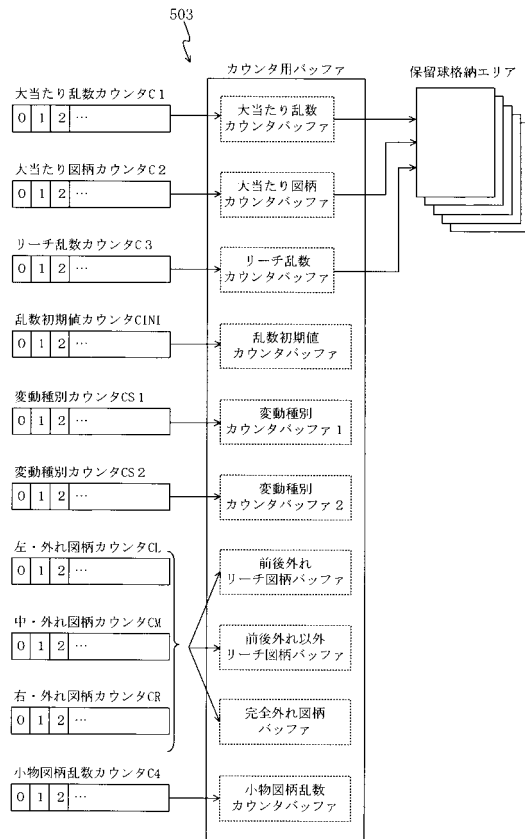 503
カウンタ用バッファ
保留球格納エリア
大当たり乱数カウンタC1
0 1 2 …
大当たり乱数
カウンタバッファ
大当たり図柄カウンタC2
0 1 2 …
大当たり図柄
カウンタバッファ
リーチ乱数カウンタC3
0 1 2 …
リーチ乱数
カウンタバッファ
乱数初期値カウンタCINI
0 1 2 …
乱数初期値
カウンタバッファ
変動種別カウンタCS1
0 1 2 …
変動種別
カウンタバッファ1
変動種別カウンタCS2
0 1 2 …
変動種別
カウンタバッファ2
左・外れ図柄カウンタCL
0 1 2 …
前後外れ
リーチ図柄バッファ
中・外れ図柄カウンタCM
0 1 2 …
前後外れ以外
リーチ図柄バッファ
右・外れ図柄カウンタCR
0 1 2 …
完全外れ図柄
バッファ
小物図柄乱数カウンタC4
0 1 2 …
小物図柄乱数
カウンタバッファ